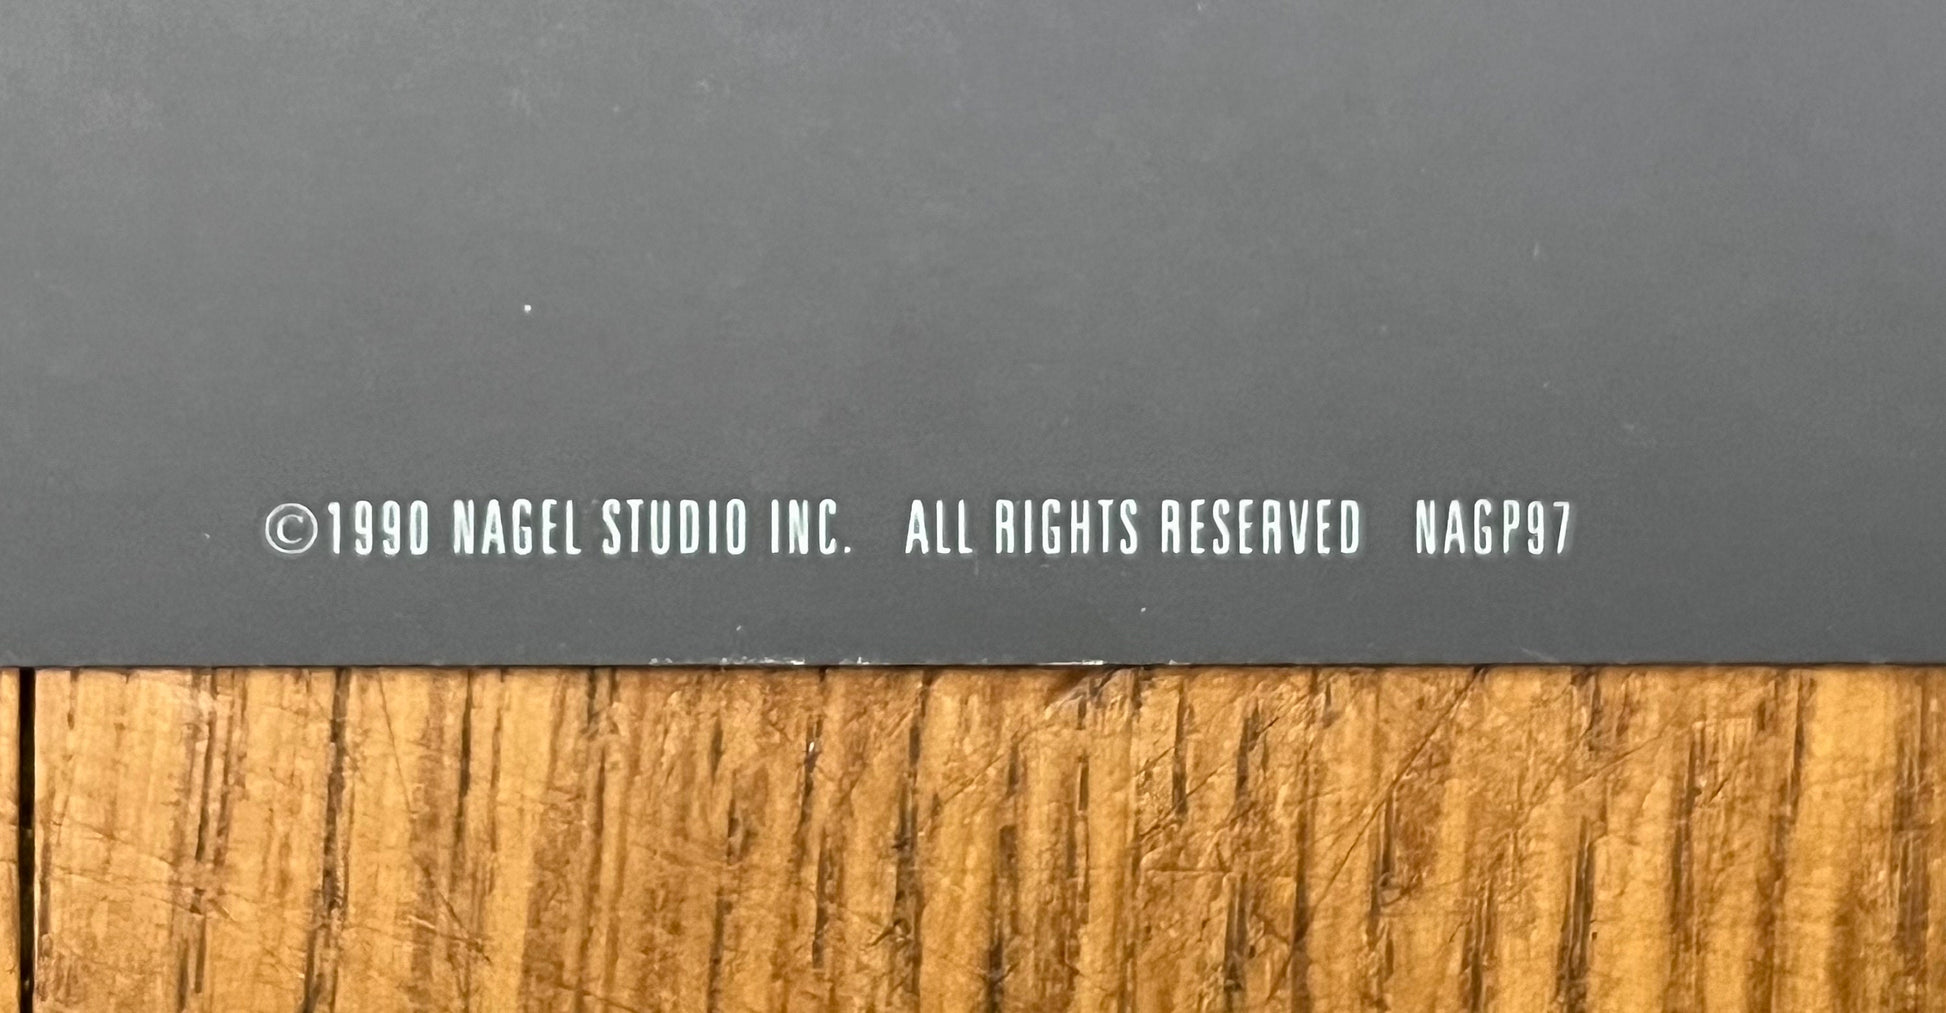 ©1990 NAGEL STUDIO INC. ALL RIGHTS RESERVED NAGP97